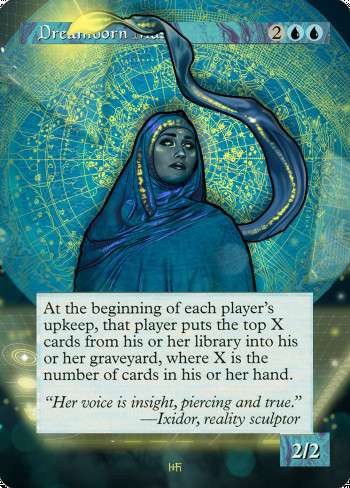 Dreamborn Muse 2
At the beginning of each player's
upkeep, that player puts the top X
cards from his or her library into his
or her graveyard, where X is the
number of cards in his or her hand.
"Her voice is insight, piercing and true."
—Ixidor, reality sculptor
2/2